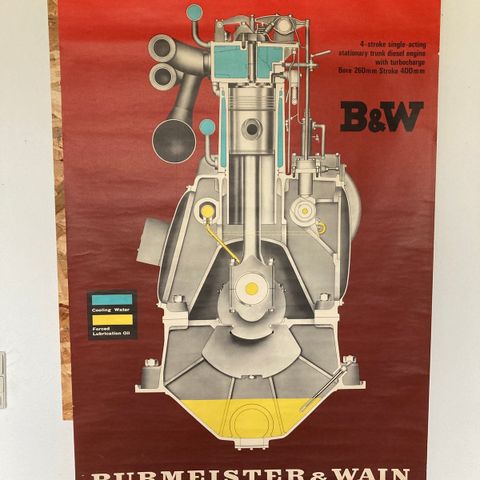 4-stroke single-acting
stationary trunk diesel engine
with turbocharge
Bore 260mm Stroke 400mm
B&W
Cooling Water
Forced
Lubrication Oil
BURMEISTER & WAIN